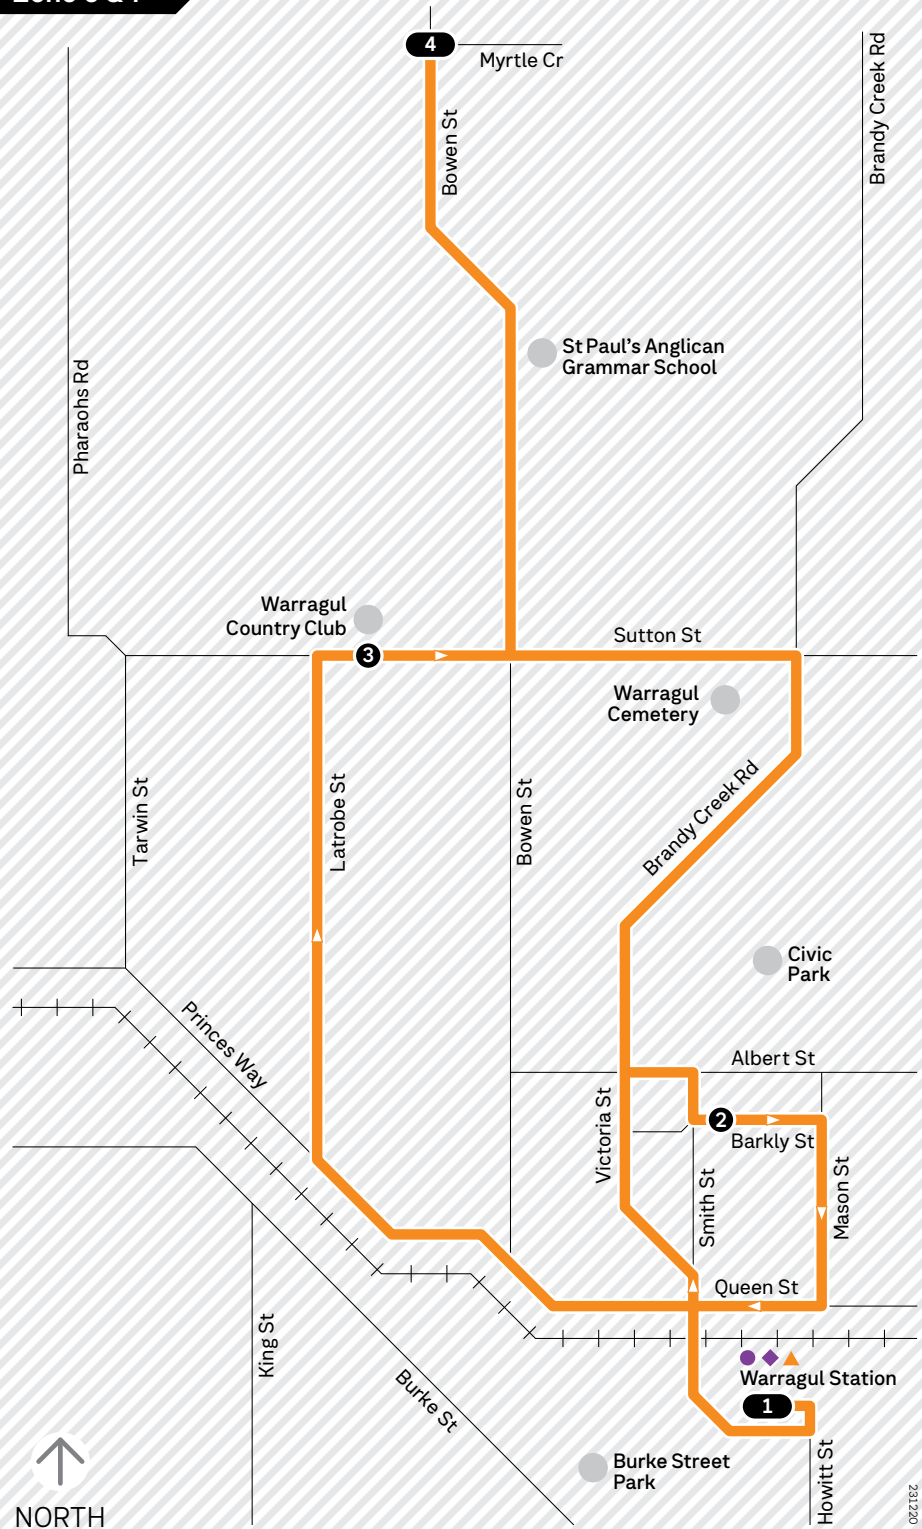 4
Myrtle Cr
Brandy Creek Rd
Bowen St
St Paul's Anglican
Grammar School
Pharaohs Rd
Warragul
Country Club
3
Sutton St
Warragul
Cemetery
Tarwin St
Latrobe St
Bowen St
Brandy Creek Rd
Civic
Park
Princes Way
Albert St
Victoria St
2
Barkly St
Smith St
Mason St
Queen St
King St
Burke St
Warragul Station
1
Burke Street
Park
Howitt St
NORTH
231220